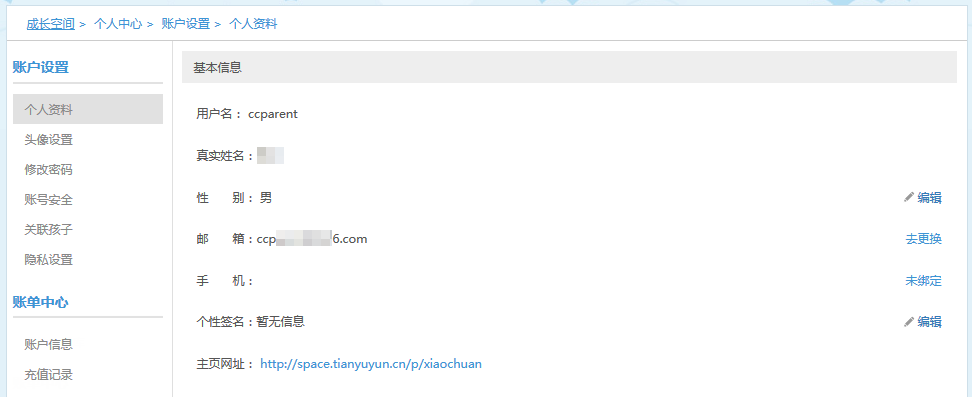 成长空间 > 个人中心 > 账户设置 > 个人资料
账户设置
个人资料
头像设置
修改密码
账号安全
关联孩子
隐私设置
账单中心
账户信息
充值记录
基本信息
用户名： ccparent
真实姓名：
性 别： 男 编辑
邮 箱：ccp 6.com 去更换
手 机： 未绑定
个性签名：暂无信息 编辑
主页网址： http://space.tianyuyun.cn/p/xiaochuan